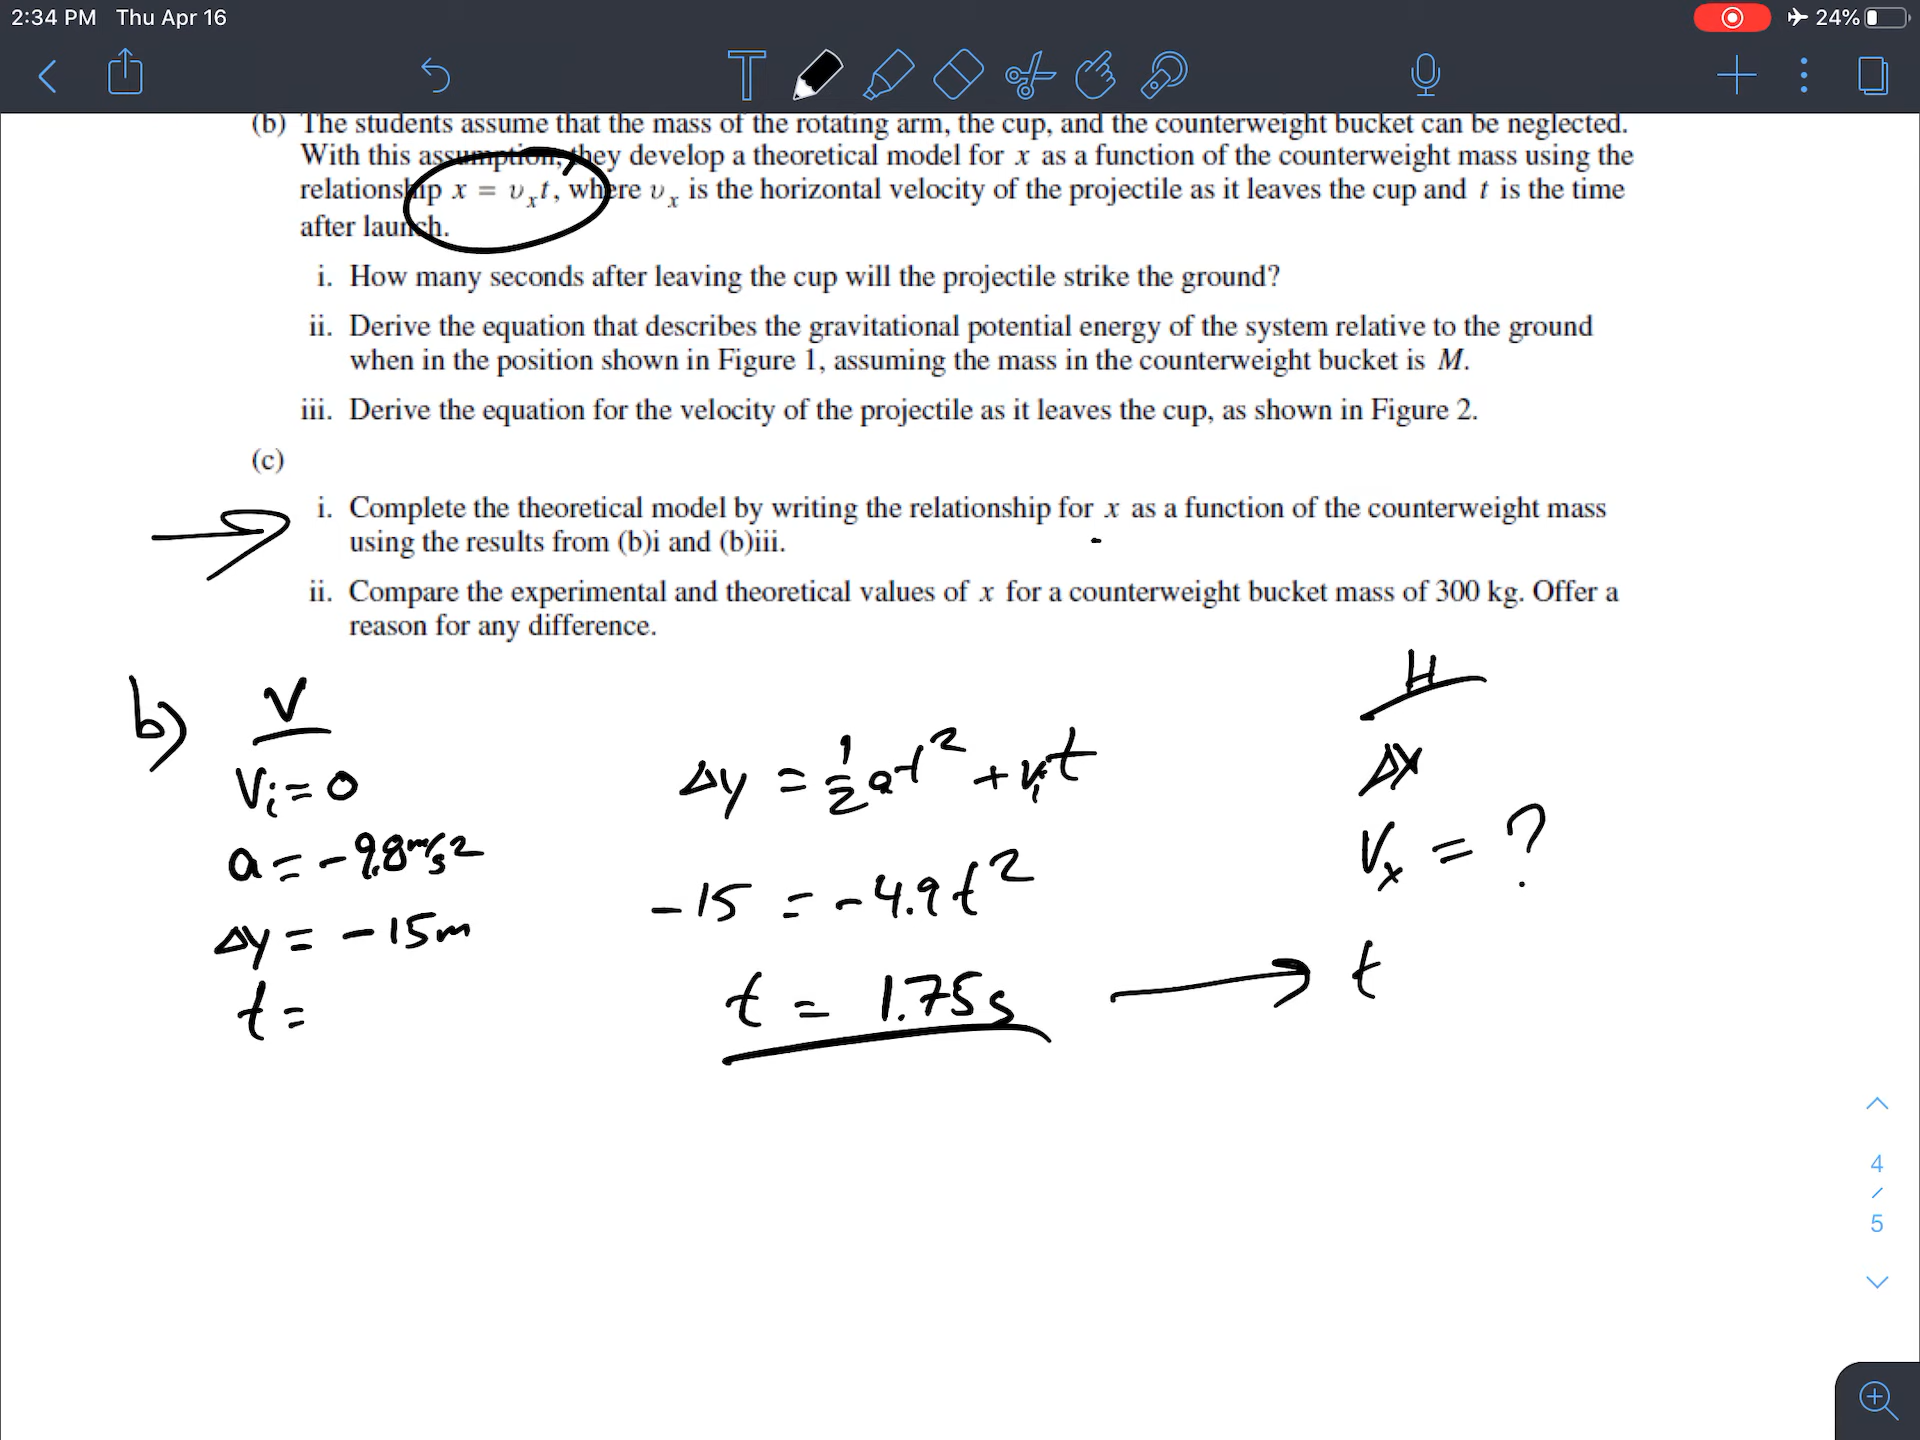 2:34 PM Thu Apr 16
24%
T
(b) The students assume that the mass of the rotating arm, the cup, and the counterweight bucket can be neglected.
With this assumption, they develop a theoretical model for x as a function of the counterweight mass using the
relationship x = υₓt, where υₓ is the horizontal velocity of the projectile as it leaves the cup and t is the time
after launch.
i. How many seconds after leaving the cup will the projectile strike the ground?
ii. Derive the equation that describes the gravitational potential energy of the system relative to the ground
when in the position shown in Figure 1, assuming the mass in the counterweight bucket is M.
iii. Derive the equation for the velocity of the projectile as it leaves the cup, as shown in Figure 2.
(c)
i. Complete the theoretical model by writing the relationship for x as a function of the counterweight mass
using the results from (b)i and (b)iii.
ii. Compare the experimental and theoretical values of x for a counterweight bucket mass of 300 kg. Offer a
reason for any difference.
b)
V
Vᵢ = 0
a = -9.8 m/s²
Δy = -15m
t =
Δy = ½at² + vᵢt
-15 = -4.9t²
t = 1.75s
H
Δx
Vₓ = ?
t
4
/
5